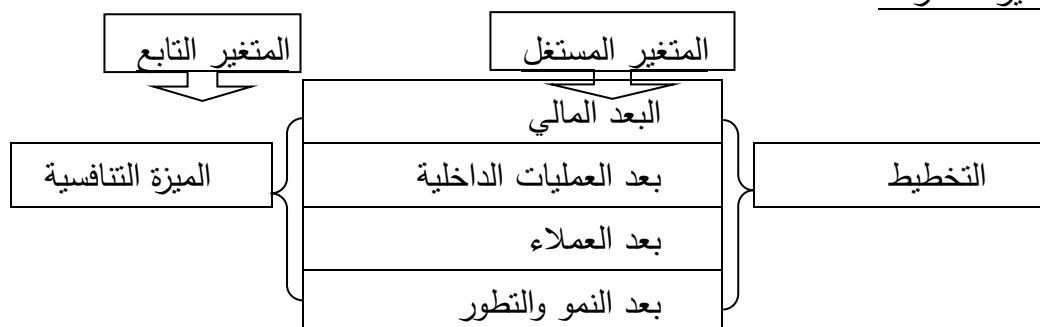 المتغير المستغل
المتغير التابع
البعد المالي
التخطيط
بعد العمليات الداخلية
الميزة التنافسية
بعد العملاء
بعد النمو والتطور